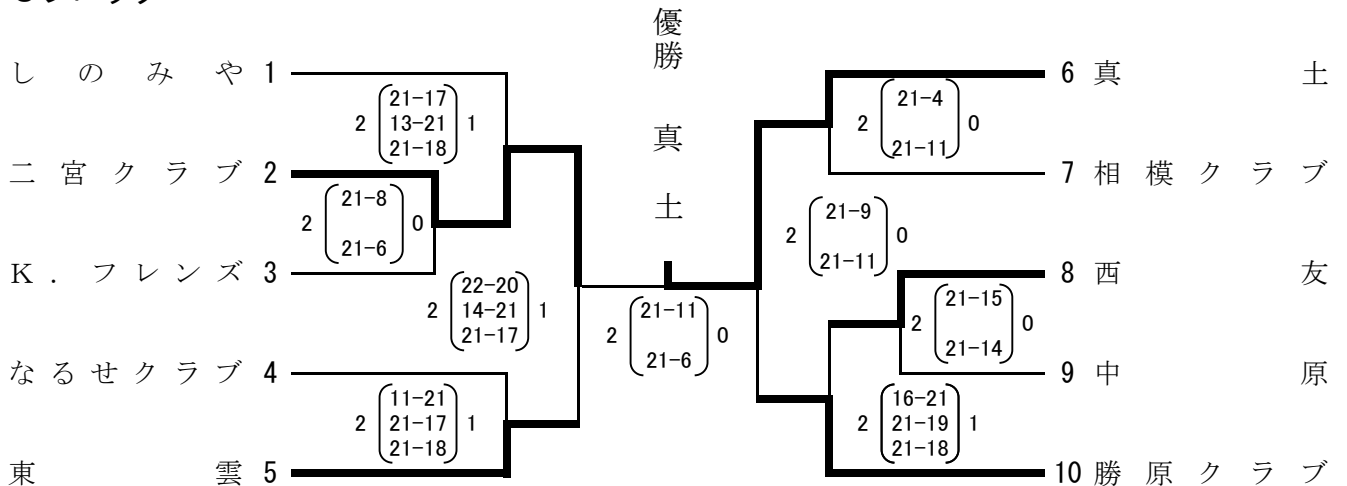 優勝 真土
しのみや 1
2 21-17 1
13-21
21-18
二宮クラブ 2
2 21-8 0
21-6
K．フレンズ 3
2 22-20 1
14-21
21-17
なるせクラブ 4
2 11-21 1
21-17
21-18
東雲 5
2 21-11 0
21-6
6 真土
2 21-4 0
21-11
7 相模クラブ
2 21-9 0
21-11
8 西友
2 21-15 0
21-14
9 中原
2 16-21 1
21-19
21-18
10 勝原クラブ